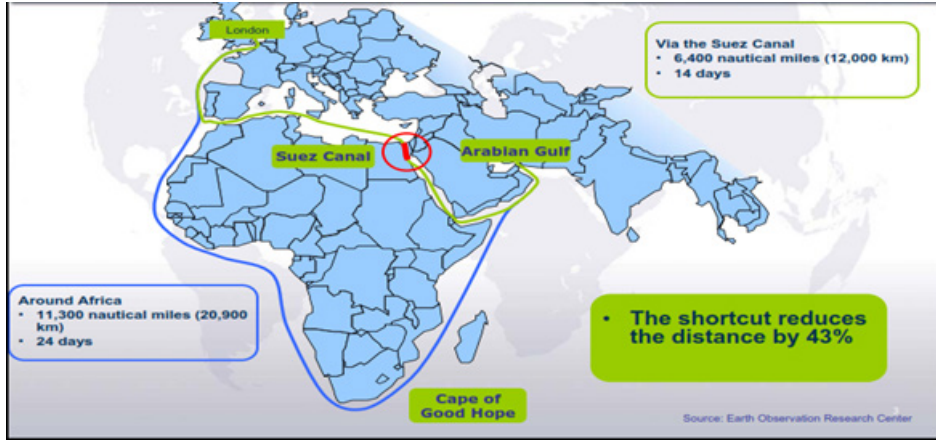 London
Via the Suez Canal
• 6,400 nautical miles (12,000 km)
• 14 days
Suez Canal
Arabian Gulf
Around Africa
• 11,300 nautical miles (20,900
km)
• 24 days
• The shortcut reduces
the distance by 43%
Cape of
Good Hope
Source: Earth Observation Research Center